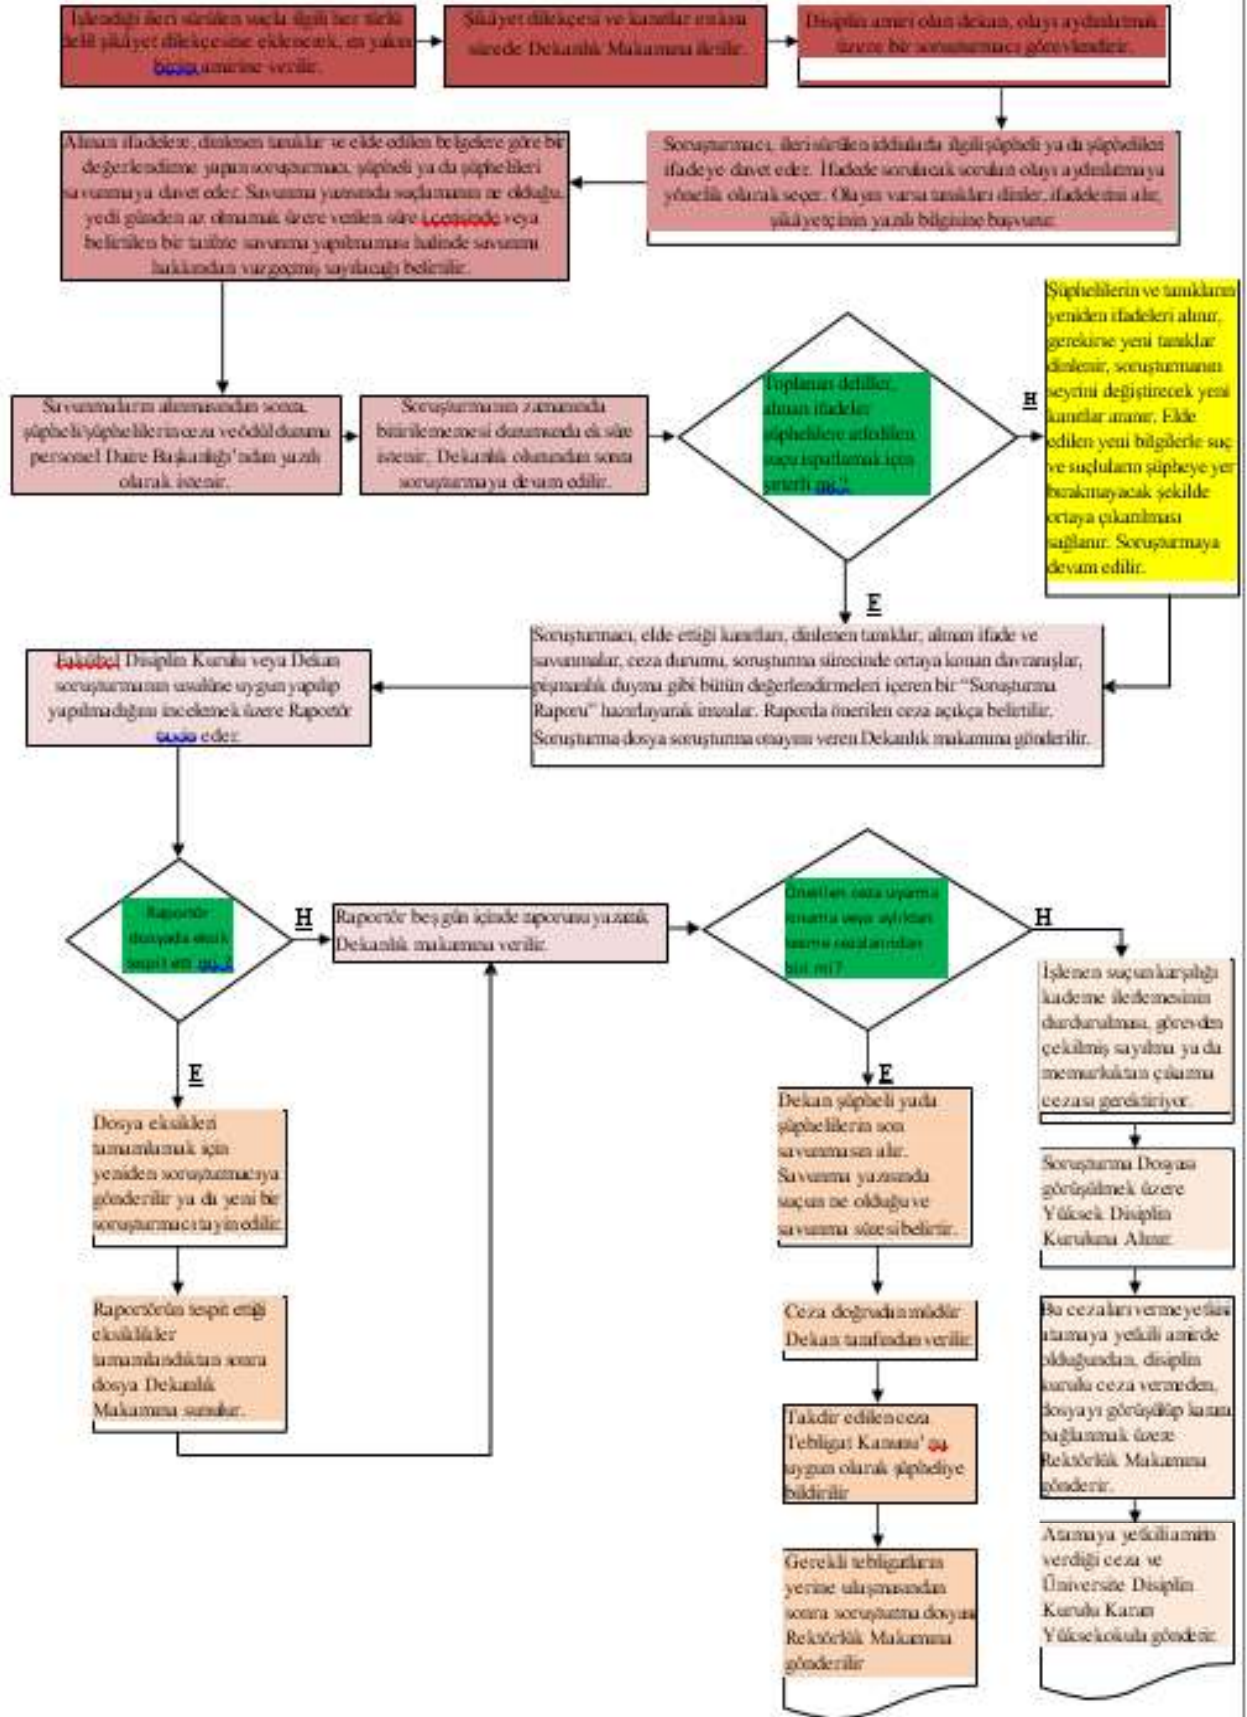 İşlendiği ileri sürülen suçla ilgili her türlü
delil şikâyet dilekçesine eklenerek, en yakın
birim amirine verilir.
Şikâyet dilekçesi ve kanıtlar en kısa
sürede Dekanlık Makamına iletilir.
Disiplin amiri olan dekan, olayı aydınlatmak
üzere bir soruşturmacı görevlendirir.
Soruşturmacı, ileri sürülen iddialarla ilgili şüpheli ya da şüphelileri
ifadeye davet eder. İfadede sorulacak soruları olayı aydınlatmaya
yönelik olarak seçer. Olayın varsa tanıkları dinler, ifadelerini alır,
şikâyetçinin yazılı bilgisine başvurur.
Alınan ifadelere, dinlenen tanıklar ve elde edilen belgelere göre bir
değerlendirme yapan soruşturmacı, şüpheli ya da şüphelileri
savunmaya davet eder. Savunma yazısında suçlamanın ne olduğu,
yedi günden az olmamak üzere verilen süre içerisinde veya
belirtilen bir tarihte savunma yapılmaması halinde savunma
hakkından vazgeçmiş sayılacağı belirtilir.
Savunmaların alınmasından sonra,
şüpheli/şüphelilerin ceza ve ödül durumu
personel Daire Başkanlığı'ndan yazılı
olarak istenir.
Soruşturmanın zamanında
bitirilememesi durumunda ek süre
istenir, Dekanlık olurundan sonra
soruşturmaya devam edilir.
Toplanan deliller,
alınan ifadeler
şüphelilere atfedilen
suçu ispatlamak için
yeterli mi?
H
Şüphelilerin ve tanıkların
yeniden ifadeleri alınır,
gerekirse yeni tanıklar
dinlenir, soruşturmanın
seyrini değiştirecek yeni
kanıtlar aranır. Elde
edilen yeni bilgilerle suç
ve suçluların şüpheye yer
bırakmayacak şekilde
ortaya çıkarılması
sağlanır. Soruşturmaya
devam edilir.
E
Soruşturmacı, elde ettiği kanıtları, dinlenen tanıklar, alınan ifade ve
savunmalar, ceza durumu, soruşturma sürecinde ortaya konan davranışlar,
pişmanlık duyma gibi bütün değerlendirmeleri içeren bir “Soruşturma
Raporu” hazırlayarak imzalar. Raporda önerilen ceza açıkça belirtilir.
Soruşturma dosya soruşturma onayını veren Dekanlık makamına gönderilir.
Disiplin Kurulu veya Dekan
soruşturmanın usulüne uygun yapılıp
yapılmadığını incelemek üzere Raportör
tayin eder.
Raportör
dosyada eksik
tespit ett mi ?
H
Raportör beş gün içinde raporunu yazarak
Dekanlık makamına verilir.
Önerilen ceza uyarma
kınama veya aylıktan
kesme cezalarından
biri mi?
H
İşlenen suçun karşılığı
kademe ilerlemesinin
durdurulması, görevden
çekilmiş sayılma ya da
memurluktan çıkarma
cezası gerektiriyor.
E
Dosya eksikleri
tamamlamak için
yeniden soruşturmacıya
gönderilir ya da yeni bir
soruşturmacı tayin edilir.
E
Dekan şüpheli yada
şüphelilerin son
savunmasın alır.
Savunma yazısında
suçun ne olduğu ve
savunma süresi belirtir.
Soruşturma Dosyası
görüşülmek üzere
Yüksek Disiplin
Kuruluna Alınır.
Raportörün tespit ettiği
eksiklikler
tamamlandıktan sonra
dosya Dekanlık
Makamına sunulur.
Ceza doğrudan müdür
Dekan tarafından verilir.
Bu cezaları verme yetkisi
atamaya yetkili amirde
olduğundan, disiplin
kurulu ceza vermeden,
dosyayı görüşülüp karara
bağlanmak üzere
Rektörlük Makamına
gönderir.
Takdir edilen ceza
Tebligat Kanunu' na
uygun olarak şüpheliye
bildirilir
Gerekli tebligatların
yerine ulaşmasından
sonra soruşturma dosyası
Rektörlük Makamına
gönderilir
Atamaya yetkili amirin
verdiği ceza ve
Üniversite Disiplin
Kurulu Kararı
Yüksekokula gönderir.